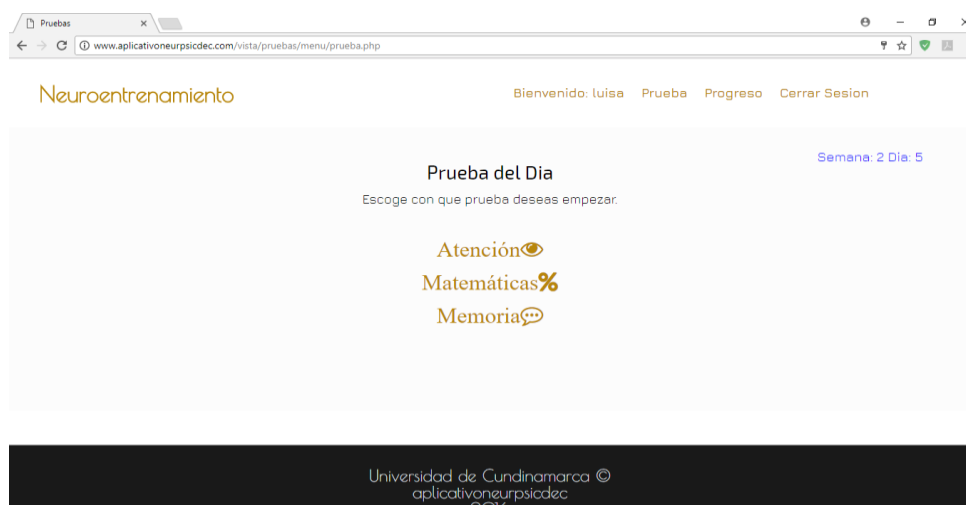 Pruebas
www.aplicativoneurpsicdec.com/vista/pruebas/menu/prueba.php
Neuroentrenamiento
Bienvenido: luisa Prueba Progreso Cerrar Sesion
Semana: 2 Dia: 5
Prueba del Dia
Escoge con que prueba deseas empezar.
Atención
Matemáticas%
Memoria
Universidad de Cundinamarca ©
aplicativoneurpsicdec